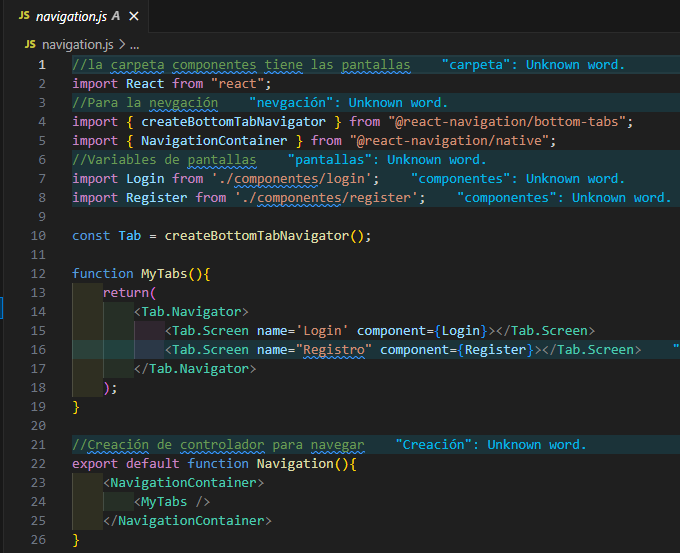 JS navigation.js A ×
JS navigation.js > ...
1 //la carpeta componentes tiene las pantallas "carpeta": Unknown word.
2 import React from "react";
3 //Para la nevgación "nevgación": Unknown word.
4 import { createBottomTabNavigator } from "@react-navigation/bottom-tabs";
5 import { NavigationContainer } from "@react-navigation/native";
6 //Variables de pantallas "pantallas": Unknown word.
7 import Login from './componentes/login'; "componentes": Unknown word.
8 import Register from './componentes/register'; "componentes": Unknown word.
9
10 const Tab = createBottomTabNavigator();
11
12 function MyTabs(){
13 return(
14 <Tab.Navigator>
15 <Tab.Screen name='Login' component={Login}></Tab.Screen>
16 <Tab.Screen name="Registro" component={Register}></Tab.Screen> "
17 </Tab.Navigator>
18 );
19 }
20
21 //Creación de controlador para navegar "Creación": Unknown word.
22 export default function Navigation(){
23 <NavigationContainer>
24 <MyTabs />
25 </NavigationContainer>
26 }